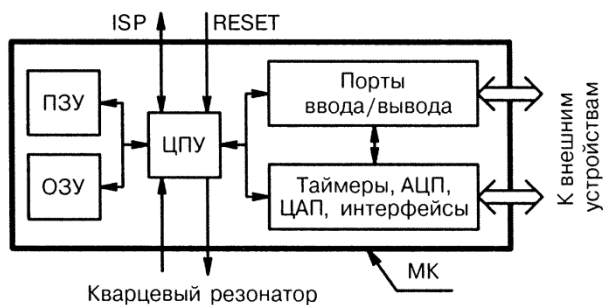 ISP
RESET
ПЗУ
ОЗУ
ЦПУ
Порты
ввода/вывода
Таймеры, АЦП,
ЦАП, интерфейсы
К внешним
устройствам
МК
Кварцевый резонатор